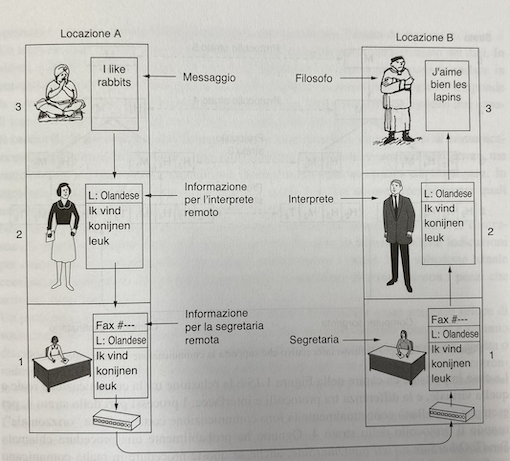 Locazione A
Locazione B
3
I like
rabbits
Messaggio
Filosofo
J'aime
bien les
lapins
3
2
L: Olandese
Ik vind
konijnen
leuk
Informazione
per l'interprete
remoto
Interprete
L: Olandese
Ik vind
konijnen
leuk
2
1
Fax #---
L: Olandese
Ik vind
konijnen
leuk
Informazione
per la segretaria
remota
Segretaria
Fax #---
L: Olandese
Ik vind
konijnen
leuk
1